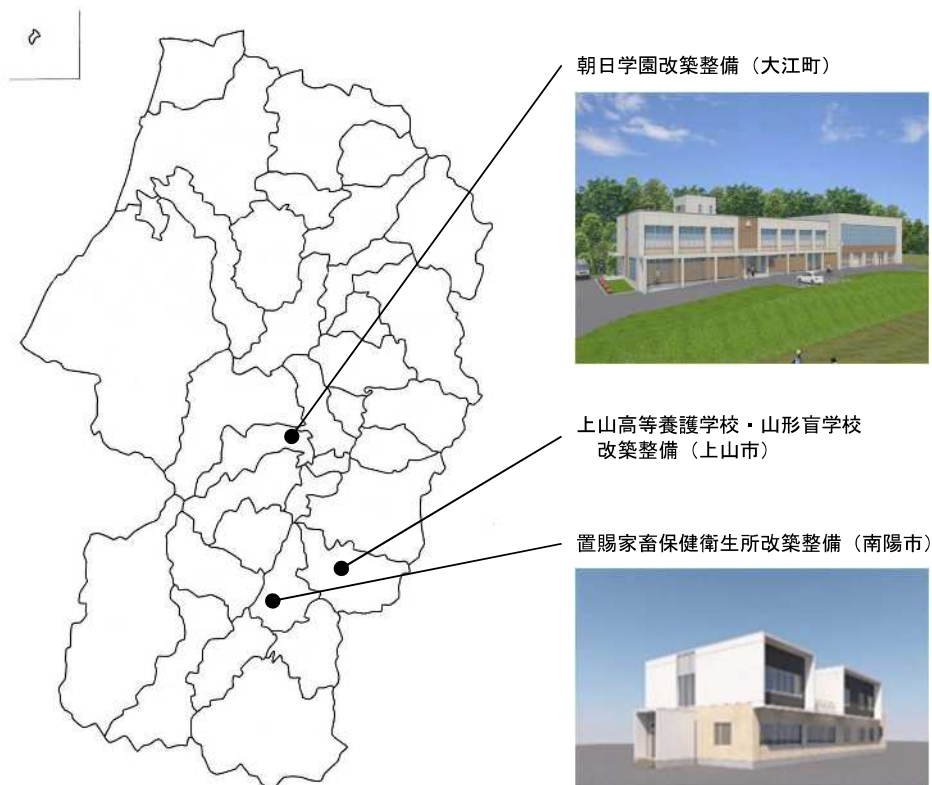 朝日学園改築整備（大江町）
上山高等養護学校・山形盲学校
改築整備（上山市）
置賜家畜保健衛生所改築整備（南陽市）